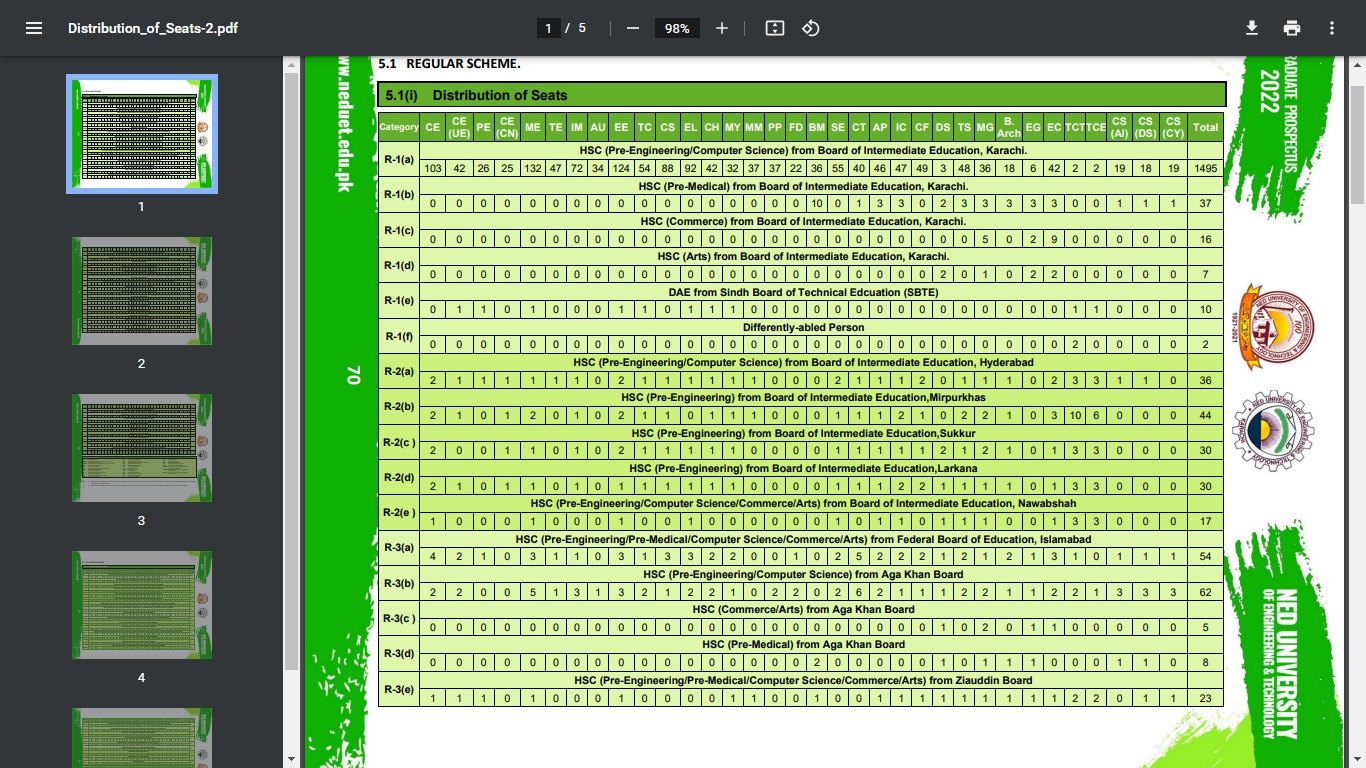 Distribution_of_Seats-2.pdf
1 / 5
98%
1
2
3
4
ww.neduet.edu.pk
70
5.1 REGULAR SCHEME.
5.1(i) Distribution of Seats
Category CE CE (UE) PE CE (CN) ME TE IM AU EE TC CS EL CH MY MM PP FD BM SE CT AP IC CF DS TS MG B. Arch EG EC TCT TCE CS (AI) CS (DS) CS (CY) Total
HSC (Pre-Engineering/Computer Science) from Board of Intermediate Education, Karachi.
R-1(a) 103 42 26 25 132 47 72 34 124 54 88 92 42 32 37 37 22 36 55 40 46 47 49 3 48 36 18 6 42 2 2 19 18 19 1495
HSC (Pre-Medical) from Board of Intermediate Education, Karachi.
R-1(b) 0 0 0 0 0 0 0 0 0 0 0 0 0 0 0 0 0 10 0 1 3 3 0 2 3 3 3 3 3 0 0 1 1 1 37
HSC (Commerce) from Board of Intermediate Education, Karachi.
R-1(c) 0 0 0 0 0 0 0 0 0 0 0 0 0 0 0 0 0 0 0 0 0 0 0 0 0 5 0 2 9 0 0 0 0 0 16
HSC (Arts) from Board of Intermediate Education, Karachi.
R-1(d) 0 0 0 0 0 0 0 0 0 0 0 0 0 0 0 0 0 0 0 0 0 0 0 2 0 1 0 2 2 0 0 0 0 0 7
DAE from Sindh Board of Technical Edcuation (SBTE)
R-1(e) 0 1 1 0 1 0 0 0 1 1 0 1 1 1 0 0 0 0 0 0 0 0 0 0 0 0 0 0 0 1 1 0 0 0 10
Differently-abled Person
R-1(f) 0 0 0 0 0 0 0 0 0 0 0 0 0 0 0 0 0 0 0 0 0 0 0 0 0 0 0 0 0 2 0 0 0 0 2
HSC (Pre-Engineering/Computer Science) from Board of Intermediate Education, Hyderabad
R-2(a) 2 1 1 1 1 1 1 0 2 1 1 1 1 1 1 0 0 0 2 1 1 1 2 0 1 1 1 0 2 3 3 1 1 0 36
HSC (Pre-Engineering) from Board of Intermediate Education,Mirpurkhas
R-2(b) 2 1 0 1 2 0 1 0 2 1 1 0 1 1 1 0 0 0 1 1 1 2 1 0 2 2 1 0 3 10 6 0 0 0 44
HSC (Pre-Engineering) from Board of Intermediate Education,Sukkur
R-2(c ) 2 0 0 1 1 0 1 0 2 1 1 1 1 1 1 0 0 0 1 1 1 1 1 2 1 2 1 0 1 3 3 0 0 0 30
HSC (Pre-Engineering) from Board of Intermediate Education,Larkana
R-2(d) 2 1 0 1 1 0 1 0 1 1 1 1 1 1 1 0 0 0 1 1 1 2 2 1 1 1 1 0 1 3 3 0 0 0 30
HSC (Pre-Engineering/Computer Science/Commerce/Arts) from Board of Intermediate Education, Nawabshah
R-2(e ) 1 0 0 0 1 0 0 0 1 0 0 1 0 0 0 0 0 0 1 0 1 1 0 1 1 1 0 0 1 3 3 0 0 0 17
HSC (Pre-Engineering/Pre-Medical/Computer Science/Commerce/Arts) from Federal Board of Education, Islamabad
R-3(a) 4 2 1 0 3 1 1 0 3 1 3 3 2 2 0 0 1 0 2 5 2 2 2 1 2 1 2 1 3 1 0 1 1 1 54
HSC (Pre-Engineering/Computer Science) from Aga Khan Board
R-3(b) 2 2 0 0 5 1 3 1 3 2 1 2 2 1 0 2 2 0 2 6 2 1 1 1 2 2 1 1 2 2 1 3 3 3 62
HSC (Commerce/Arts) from Aga Khan Board
R-3(c ) 0 0 0 0 0 0 0 0 0 0 0 0 0 0 0 0 0 0 0 0 0 0 0 1 0 2 0 1 1 0 0 0 0 0 5
HSC (Pre-Medical) from Aga Khan Board
R-3(d) 0 0 0 0 0 0 0 0 0 0 0 0 0 0 0 0 0 2 0 0 0 0 0 1 0 1 1 1 0 0 0 1 1 0 8
HSC (Pre-Engineering/Pre-Medical/Computer Science/Commerce/Arts) from Ziauddin Board
R-3(e) 1 1 1 0 1 0 0 0 1 0 0 0 0 1 1 0 0 1 0 0 1 1 1 1 1 1 1 1 1 2 2 0 1 1 23
RADUATE PROSPECTUS
2022
NED UNIVERSITY OF ENGINEERING & TECHNOLOGY
100
1921-2021
NED UNIVERSITY
OF ENGINEERING & TECHNOLOGY